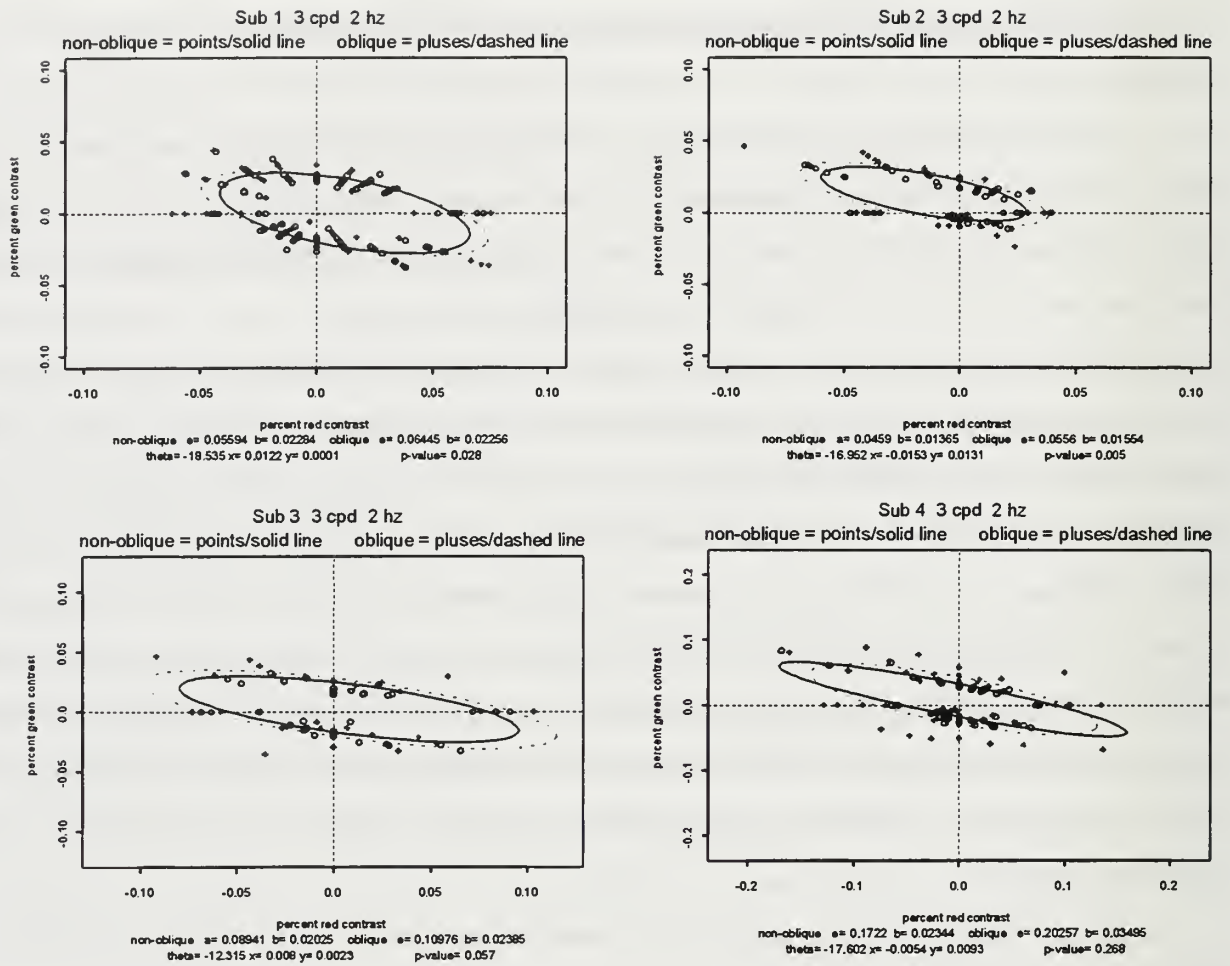 Sub 1 3 cpd 2 hz
non-oblique = points/solid line oblique = pluses/dashed line
0.10
0.05
0.0
-0.05
-0.10
percent green contrast
-0.10 -0.05 0.0 0.05 0.10
percent red contrast
non-oblique a= 0.05594 b= 0.02284 oblique a= 0.06445 b= 0.02256
theta= -18.535 x= 0.0122 y= 0.0001 p-value= 0.028
Sub 2 3 cpd 2 hz
non-oblique = points/solid line oblique = pluses/dashed line
0.10
0.05
0.0
-0.05
-0.10
percent green contrast
-0.10 -0.05 0.0 0.05 0.10
percent red contrast
non-oblique a= 0.0459 b= 0.01365 oblique a= 0.0556 b= 0.01554
theta= -16.952 x= -0.0153 y= 0.0131 p-value= 0.005
Sub 3 3 cpd 2 hz
non-oblique = points/solid line oblique = pluses/dashed line
0.10
0.05
0.0
-0.05
-0.10
percent green contrast
-0.10 -0.05 0.0 0.05 0.10
percent red contrast
non-oblique a= 0.08941 b= 0.02025 oblique a= 0.10976 b= 0.02385
theta= -12.315 x= 0.008 y= 0.0023 p-value= 0.057
Sub 4 3 cpd 2 hz
non-oblique = points/solid line oblique = pluses/dashed line
0.2
0.1
0.0
-0.1
-0.2
percent green contrast
-0.2 -0.1 0.0 0.1 0.2
percent red contrast
non-oblique a= 0.1722 b= 0.02344 oblique a= 0.20257 b= 0.03495
theta= -17.602 x= -0.0054 y= 0.0093 p-value= 0.268